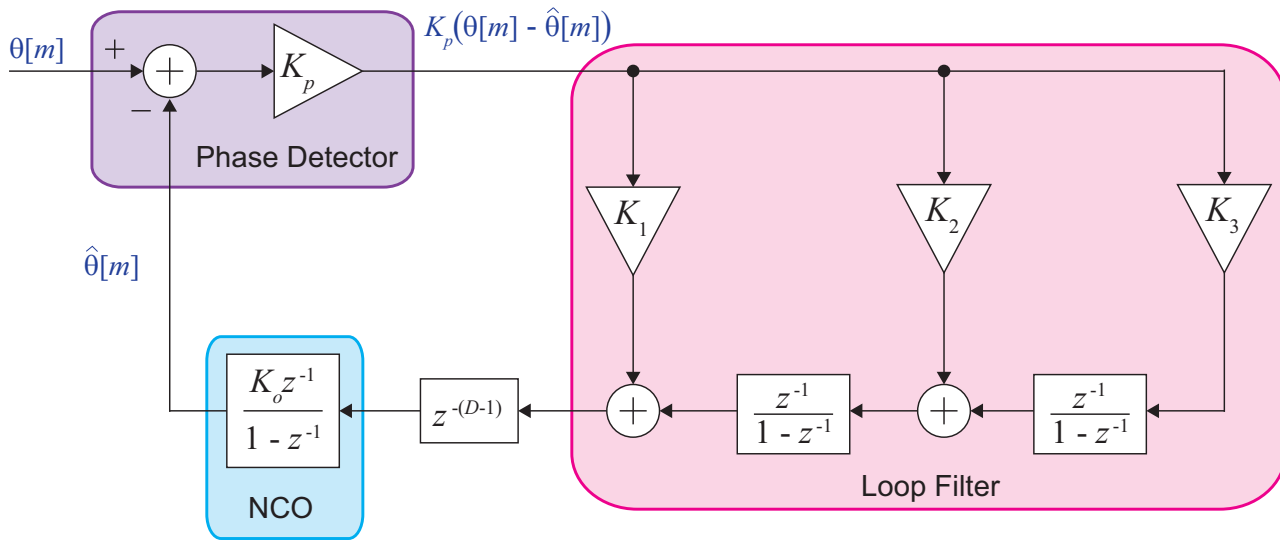 θ[m]
+
+
−
K_p
K_p(θ[m] - θ̂[m])
Phase Detector
K_1
K_2
K_3
θ̂[m]
K_o z^{-1}
1 - z^{-1}
z^{-(D-1)}
+
z^{-1}
1 - z^{-1}
+
z^{-1}
1 - z^{-1}
NCO
Loop Filter